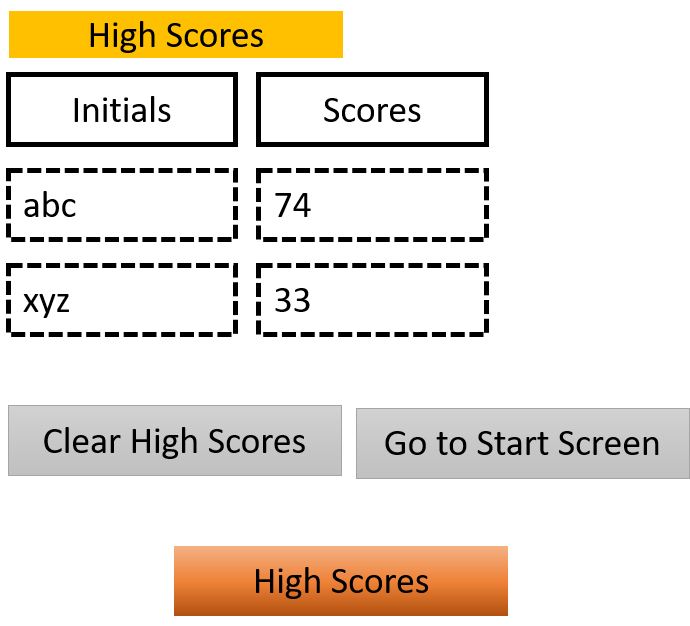 High Scores
Initials Scores
abc 74
xyz 33
Clear High Scores Go to Start Screen
High Scores